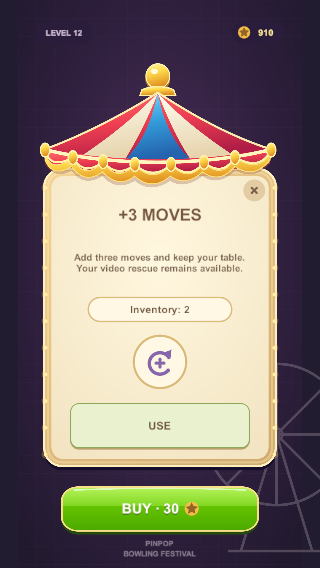 LEVEL 12
910
+3 MOVES
Add three moves and keep your table.
Your video rescue remains available.
Inventory: 2
USE
BUY · 30
PINPOP
BOWLING FESTIVAL